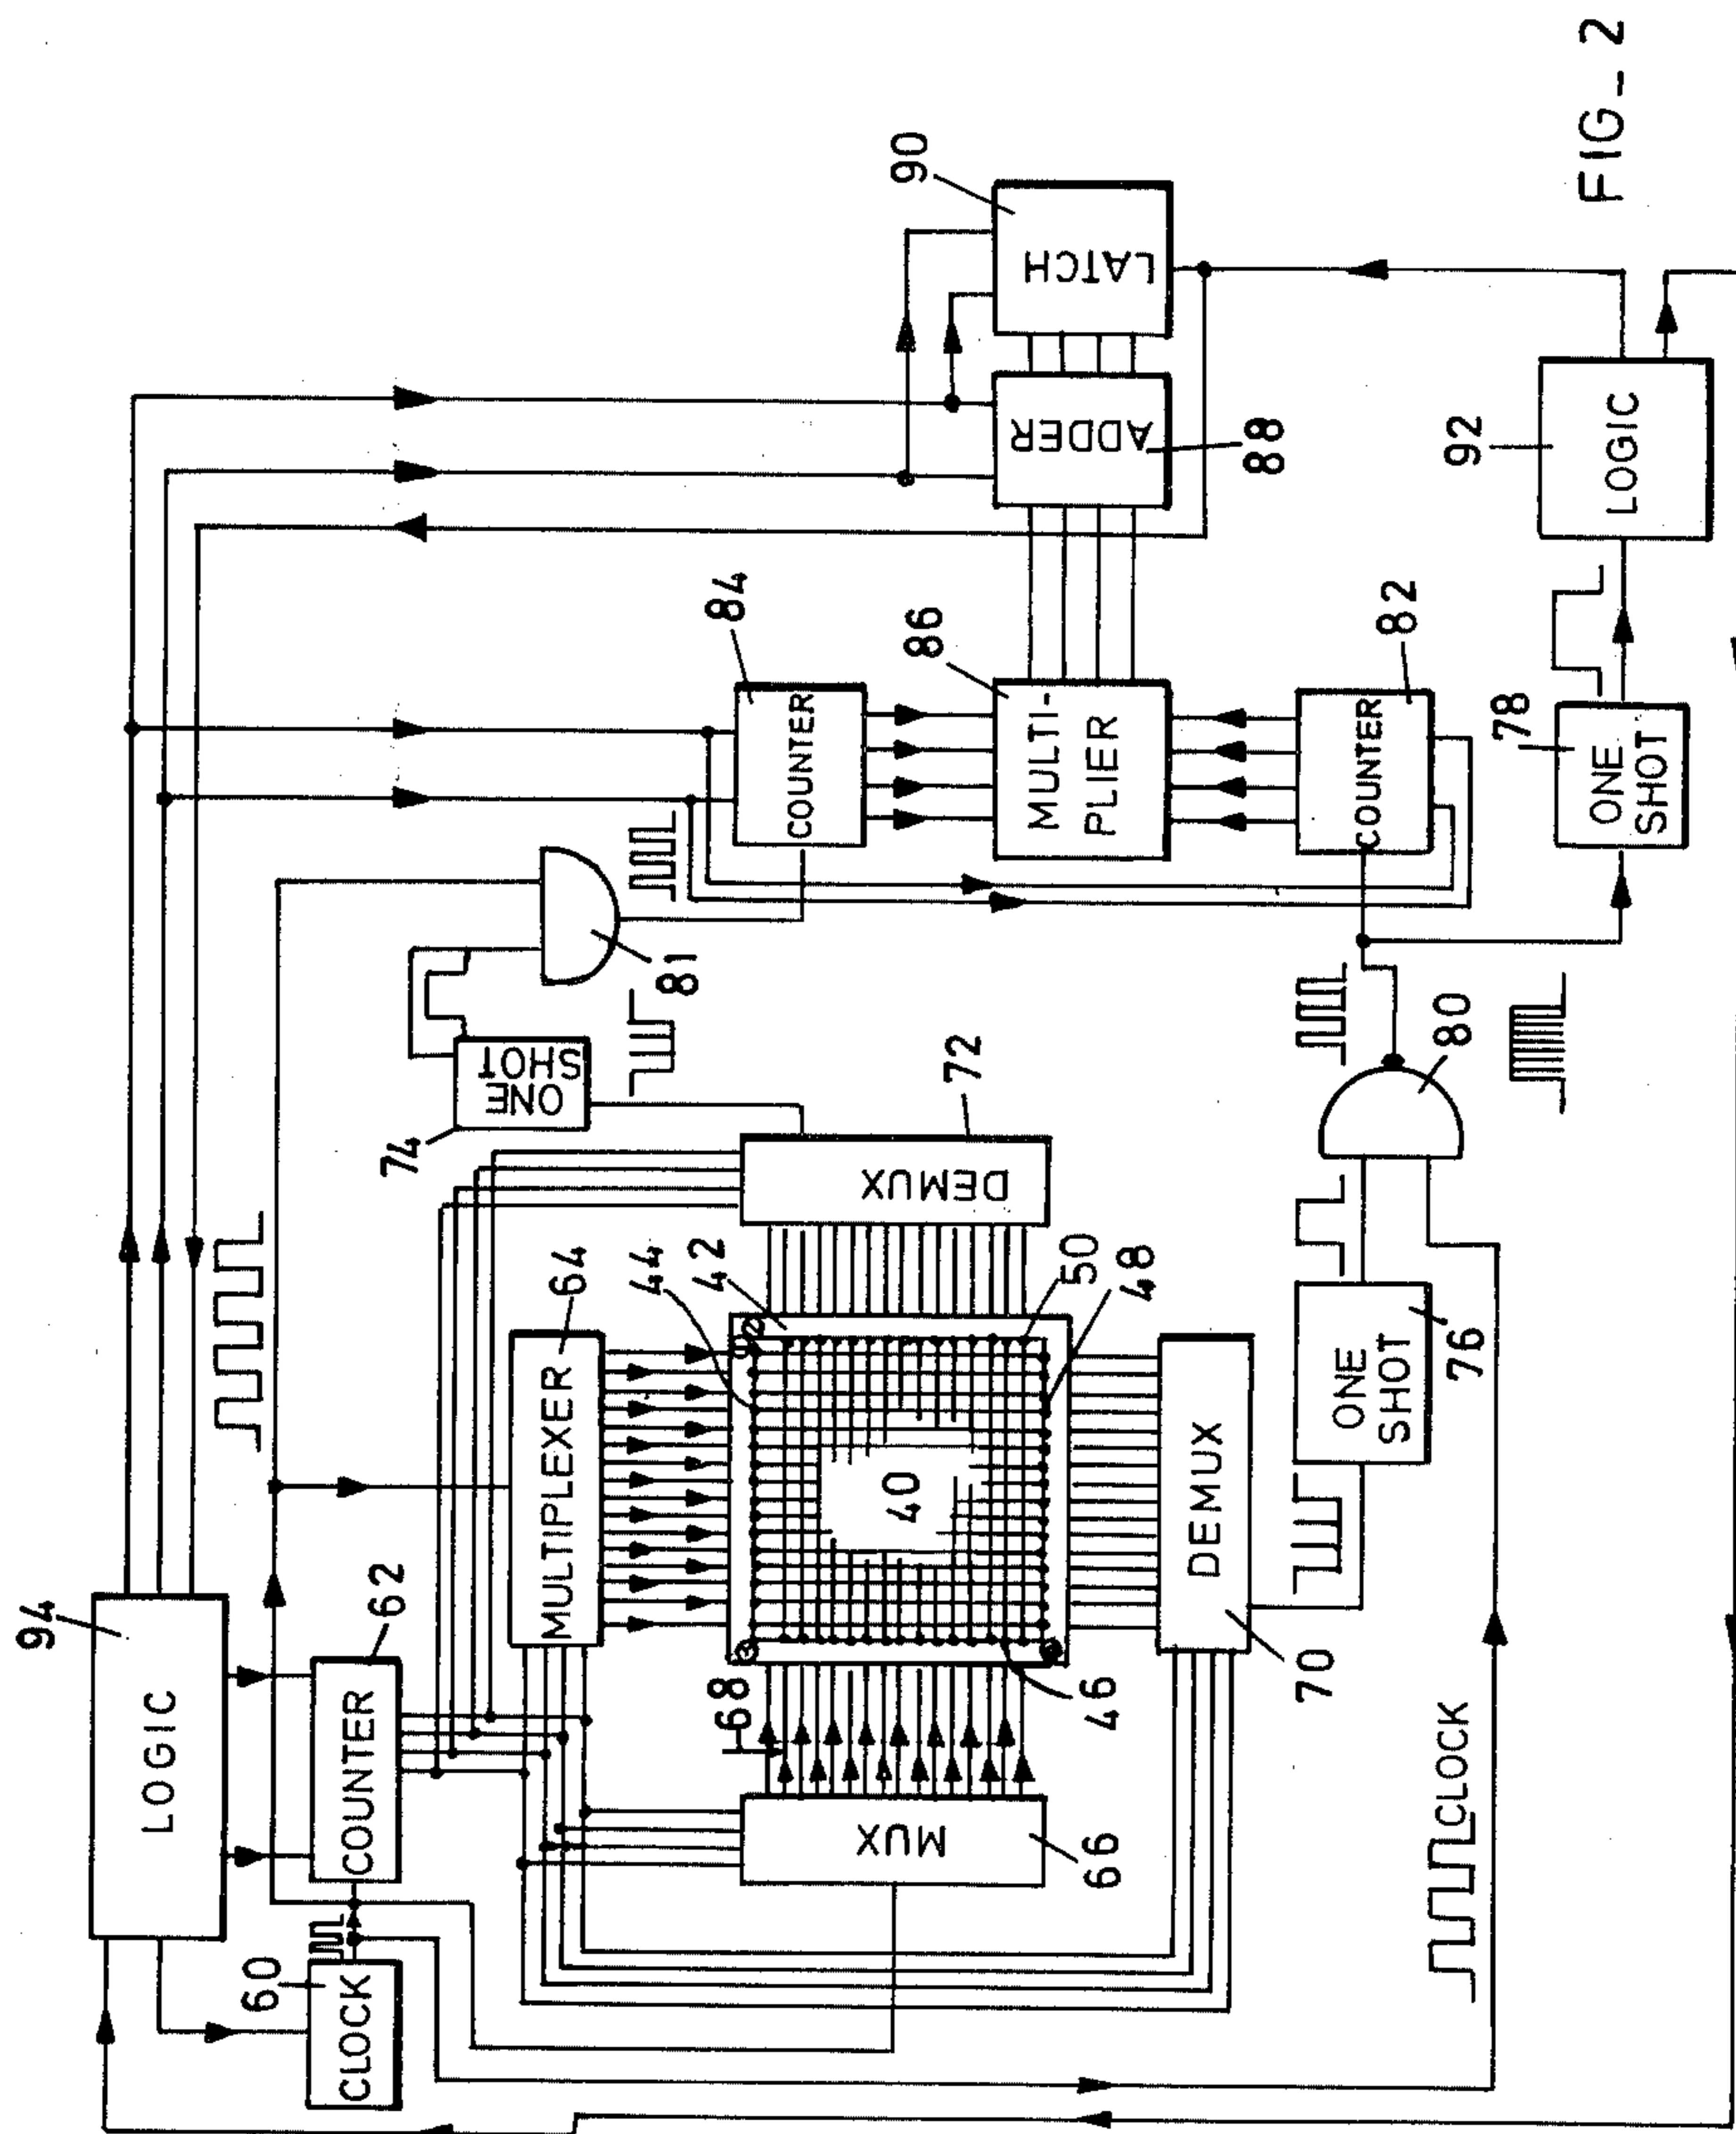 94
LOGIC
60
CLOCK
62
COUNTER
64
MULTIPLEXER
44
42
68
MUX
66
40
46
50
48
DEMUX
72
DEMUX
70
74
ONE
SHOT
81
ONE
SHOT
76
80
CLOCK
84
COUNTER
86
MULTI-
PLIER
COUNTER
82
ONE
SHOT
78
ADDER
88
LATCH
90
LOGIC
92
FIG_ 2